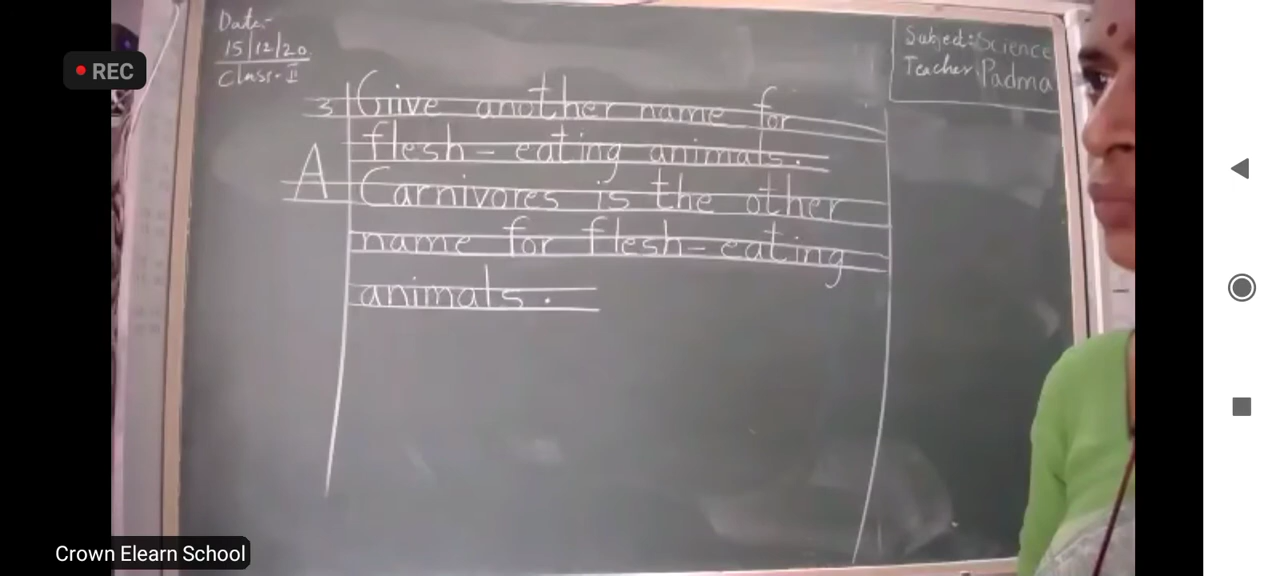 Date:-
15/12/20
Class-II
Subject:Science
Teacher:Padma
REC
3 Give another name for
flesh-eating animals.
A Carnivores is the other
name for flesh-eating
animals.
Crown Elearn School